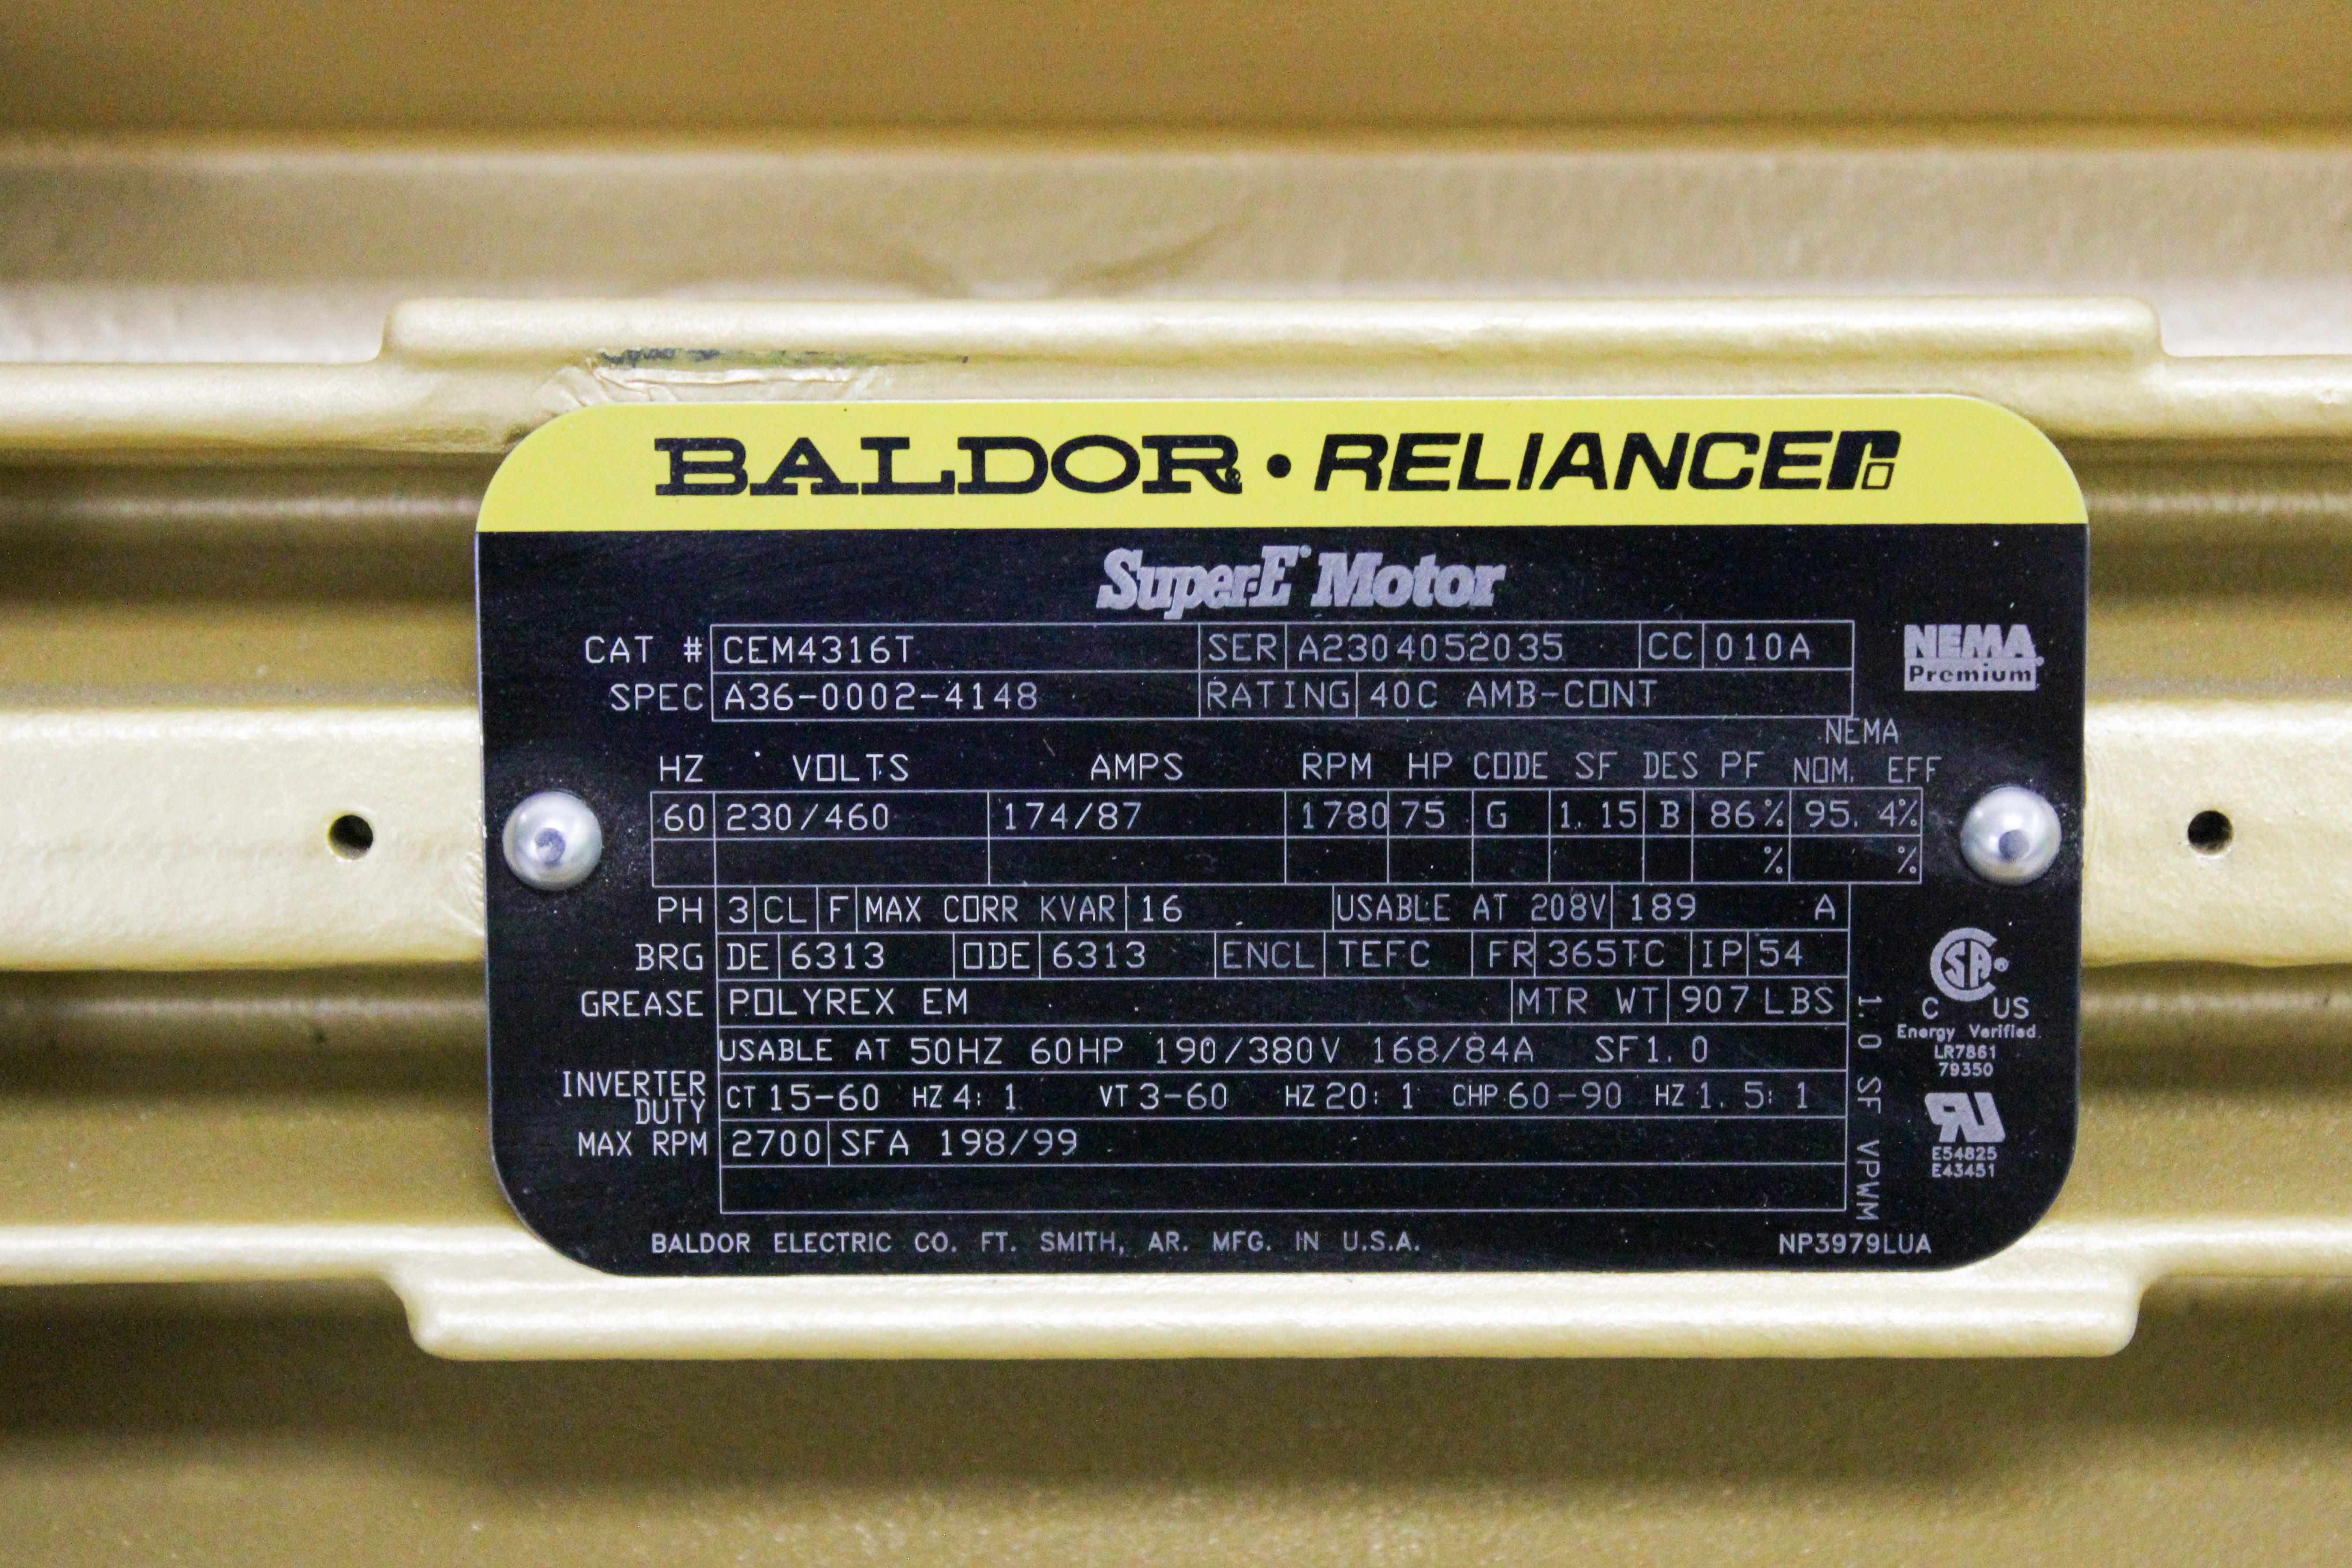 BALDOR · RELIANCE
Super-E® Motor
CAT # CEM4316T SER A2304052035 CC 010A
SPEC A36-0002-4148 RATING 40C AMB-CONT
NEMA Premium
NEMA
HZ VOLTS AMPS RPM HP CODE SF DES PF NOM. EFF
60 230/460 174/87 1780 75 G 1.15 B 86% 95.4%
% %
PH 3 CL F MAX CORR KVAR 16 USABLE AT 208V 189 A
BRG DE 6313 ODE 6313 ENCL TEFC FR 365TC IP 54
GREASE POLYREX EM MTR WT 907 LBS
USABLE AT 50HZ 60HP 190/380V 168/84A SF1.0
INVERTER DUTY CT 15-60 HZ 4:1 VT 3-60 HZ 20:1 CHP 60-90 HZ 1.5:1
MAX RPM 2700 SFA 198/99
1.0 SF VPWM
SA®
C US
Energy Verified.
LR7861
79350
RU
E54825
E43451
BALDOR ELECTRIC CO. FT. SMITH, AR. MFG. IN U.S.A. NP3979LUA